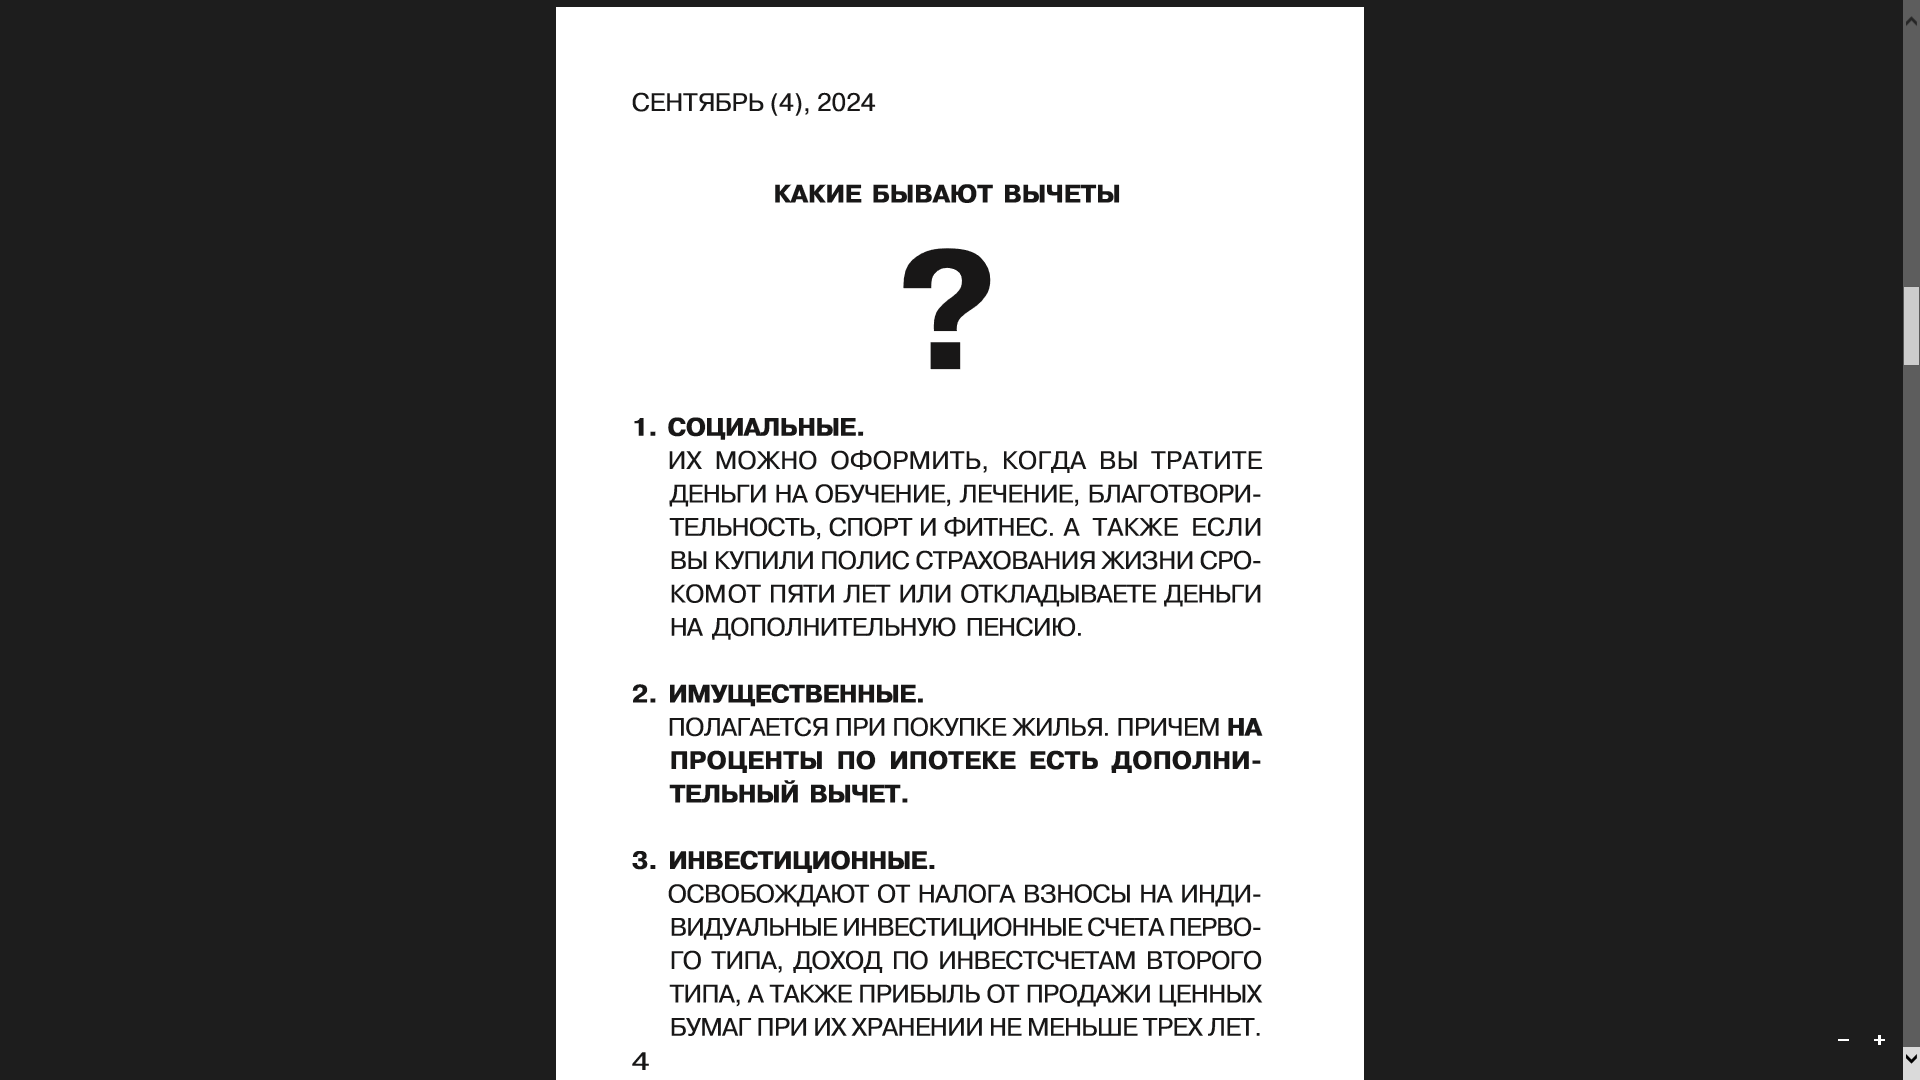 СЕНТЯБРЬ (4), 2024
КАКИЕ БЫВАЮТ ВЫЧЕТЫ
?
1. СОЦИАЛЬНЫЕ.
ИХ МОЖНО ОФОРМИТЬ, КОГДА ВЫ ТРАТИТЕ
ДЕНЬГИ НА ОБУЧЕНИЕ, ЛЕЧЕНИЕ, БЛАГОТВОРИ-
ТЕЛЬНОСТЬ, СПОРТ И ФИТНЕС. А ТАКЖЕ ЕСЛИ
ВЫ КУПИЛИ ПОЛИС СТРАХОВАНИЯ ЖИЗНИ СРО-
КОМ ОТ ПЯТИ ЛЕТ ИЛИ ОТКЛАДЫВАЕТЕ ДЕНЬГИ
НА ДОПОЛНИТЕЛЬНУЮ ПЕНСИЮ.
2. ИМУЩЕСТВЕННЫЕ.
ПОЛАГАЕТСЯ ПРИ ПОКУПКЕ ЖИЛЬЯ. ПРИЧЕМ НА
ПРОЦЕНТЫ ПО ИПОТЕКЕ ЕСТЬ ДОПОЛНИ-
ТЕЛЬНЫЙ ВЫЧЕТ.
3. ИНВЕСТИЦИОННЫЕ.
ОСВОБОЖДАЮТ ОТ НАЛОГА ВЗНОСЫ НА ИНДИ-
ВИДУАЛЬНЫЕ ИНВЕСТИЦИОННЫЕ СЧЕТА ПЕРВО-
ГО ТИПА, ДОХОД ПО ИНВЕСТСЧЕТАМ ВТОРОГО
ТИПА, А ТАКЖЕ ПРИБЫЛЬ ОТ ПРОДАЖИ ЦЕННЫХ
БУМАГ ПРИ ИХ ХРАНЕНИИ НЕ МЕНЬШЕ ТРЕХ ЛЕТ.
4